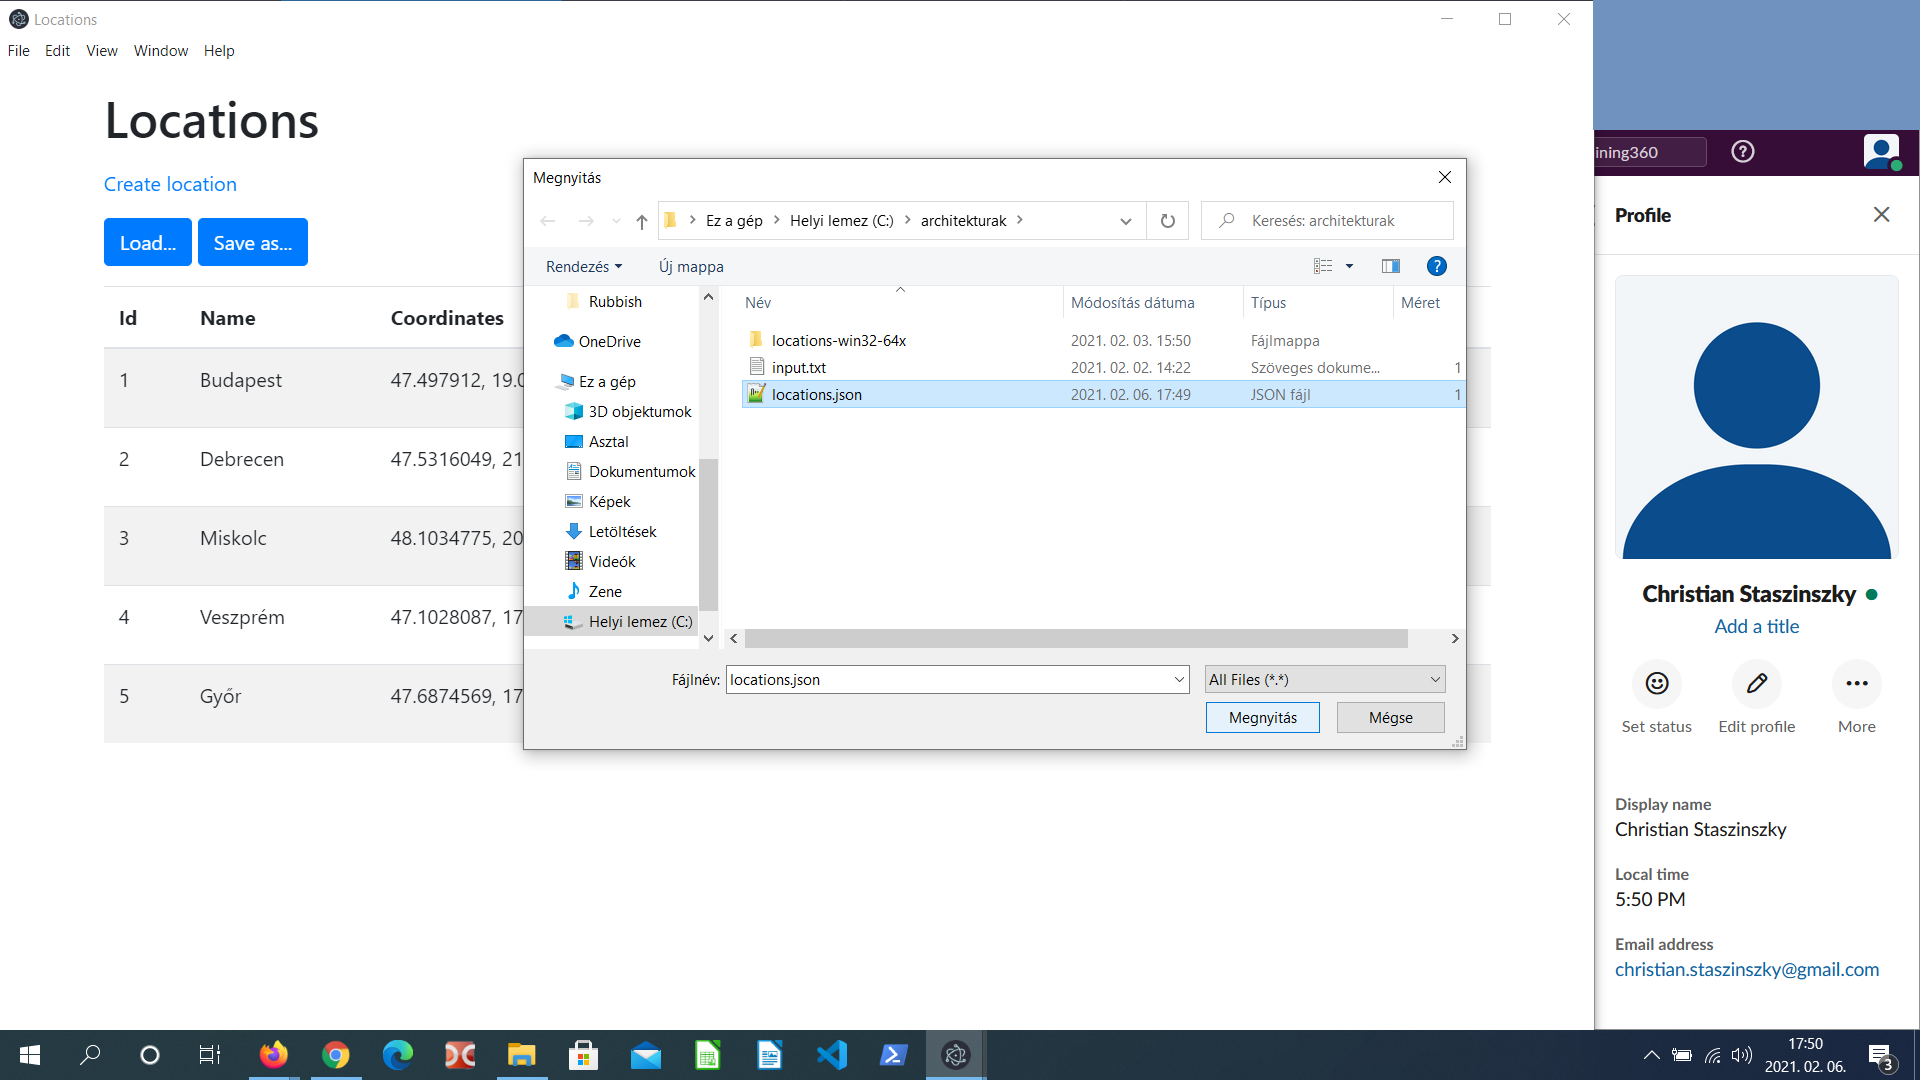 Locations
File Edit View Window Help
Locations
Create location
Load... Save as...
Id Name Coordinates
1 Budapest 47.497912, 19.0
2 Debrecen 47.5316049, 21
3 Miskolc 48.1034775, 20
4 Veszprém 47.1028087, 17
5 Győr 47.6874569, 17
Megnyitás
Ez a gép Helyi lemez (C:) architekturak
Keresés: architekturak
Rendezés Új mappa
Rubbish
OneDrive
Ez a gép
3D objektumok
Asztal
Dokumentumok
Képek
Letöltések
Videók
Zene
Helyi lemez (C:)
Név Módosítás dátuma Típus Méret
locations-win32-64x 2021. 02. 03. 15:50 Fájlmappa
input.txt 2021. 02. 02. 14:22 Szöveges dokume... 1
locations.json 2021. 02. 06. 17:49 JSON fájl 1
Fájlnév: locations.json All Files (*.*)
Megnyitás Mégse
ining360
Profile
Christian Staszinszky
Add a title
Set status Edit profile More
Display name
Christian Staszinszky
Local time
5:50 PM
Email address
christian.staszinszky@gmail.com
17:50
2021. 02. 06.
3